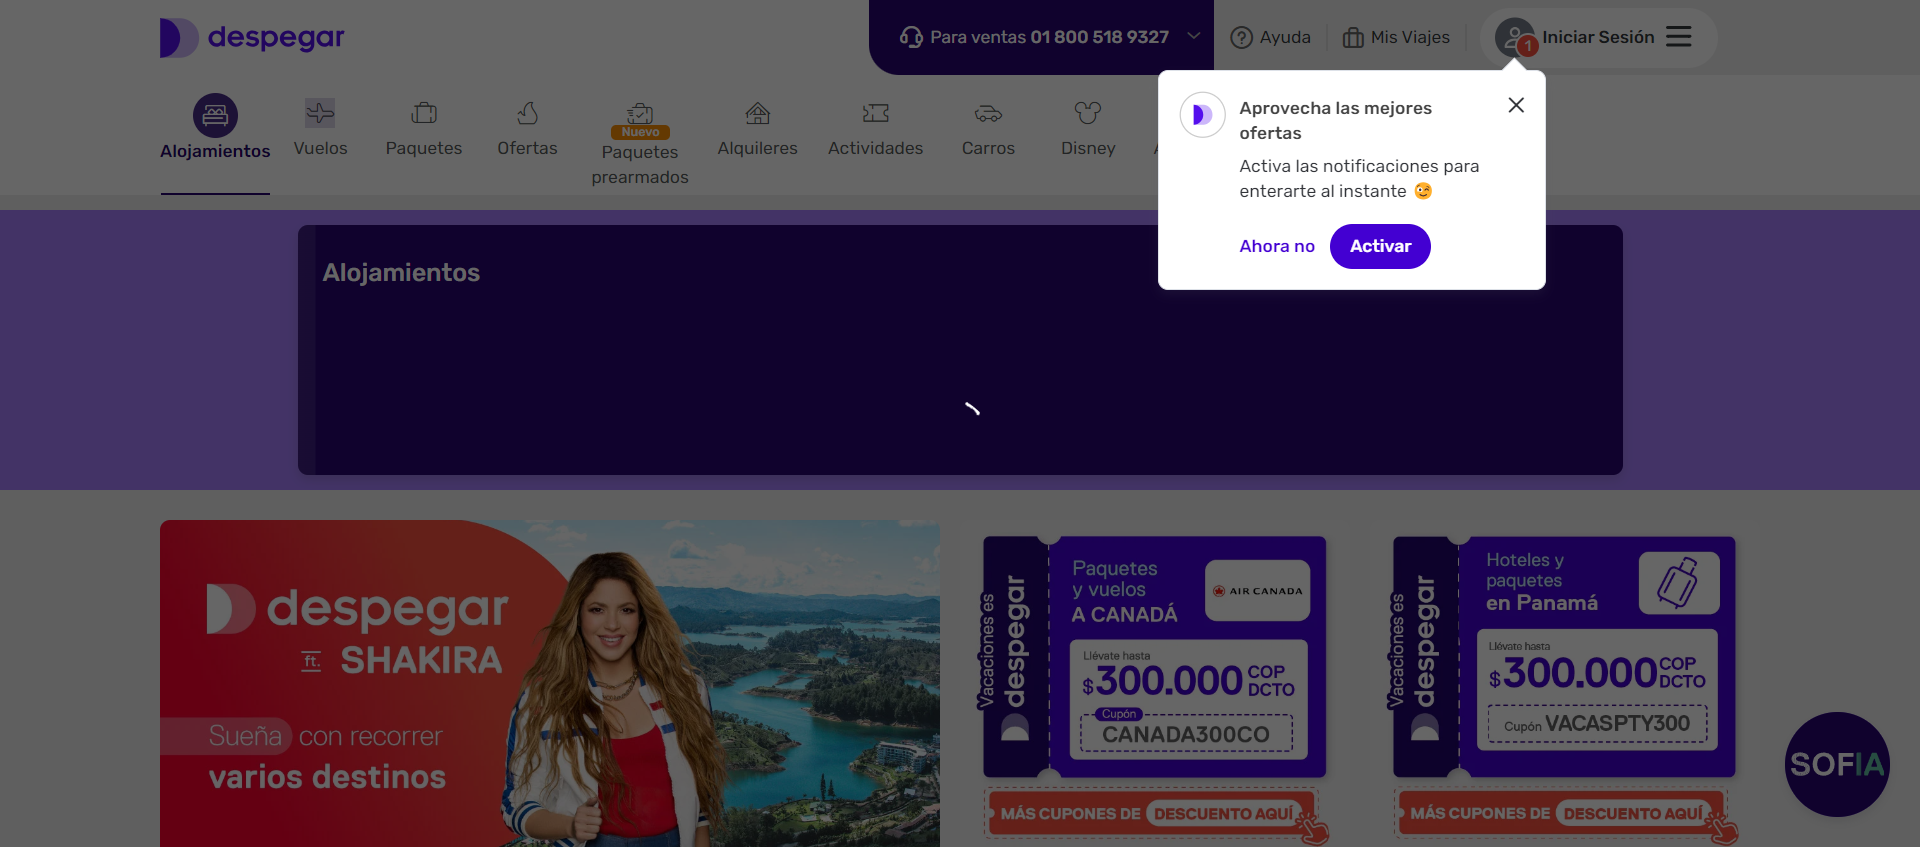 despegar
Para ventas 01 800 518 9327
Ayuda
Mis Viajes
1
Iniciar Sesión
Alojamientos
Vuelos
Paquetes
Ofertas
Nuevo
Paquetes
prearmados
Alquileres
Actividades
Carros
Disney
Aprovecha las mejores
ofertas
Activa las notificaciones para
enterarte al instante 😉
Ahora no
Activar
Alojamientos
despegar
ft. SHAKIRA
Sueña con recorrer
varios destinos
Vacaciones es
despegar
Paquetes
y vuelos
A CANADÁ
AIR CANADA
Llévate hasta
$300.000 COP
DCTO
Cupón
CANADA300CO
MÁS CUPONES DE DESCUENTO AQUÍ
Vacaciones es
despegar
Hoteles y
paquetes
en Panamá
Llévate hasta
$300.000 COP
DCTO
Cupón VACASPTY300
MÁS CUPONES DE DESCUENTO AQUÍ
SOFIA